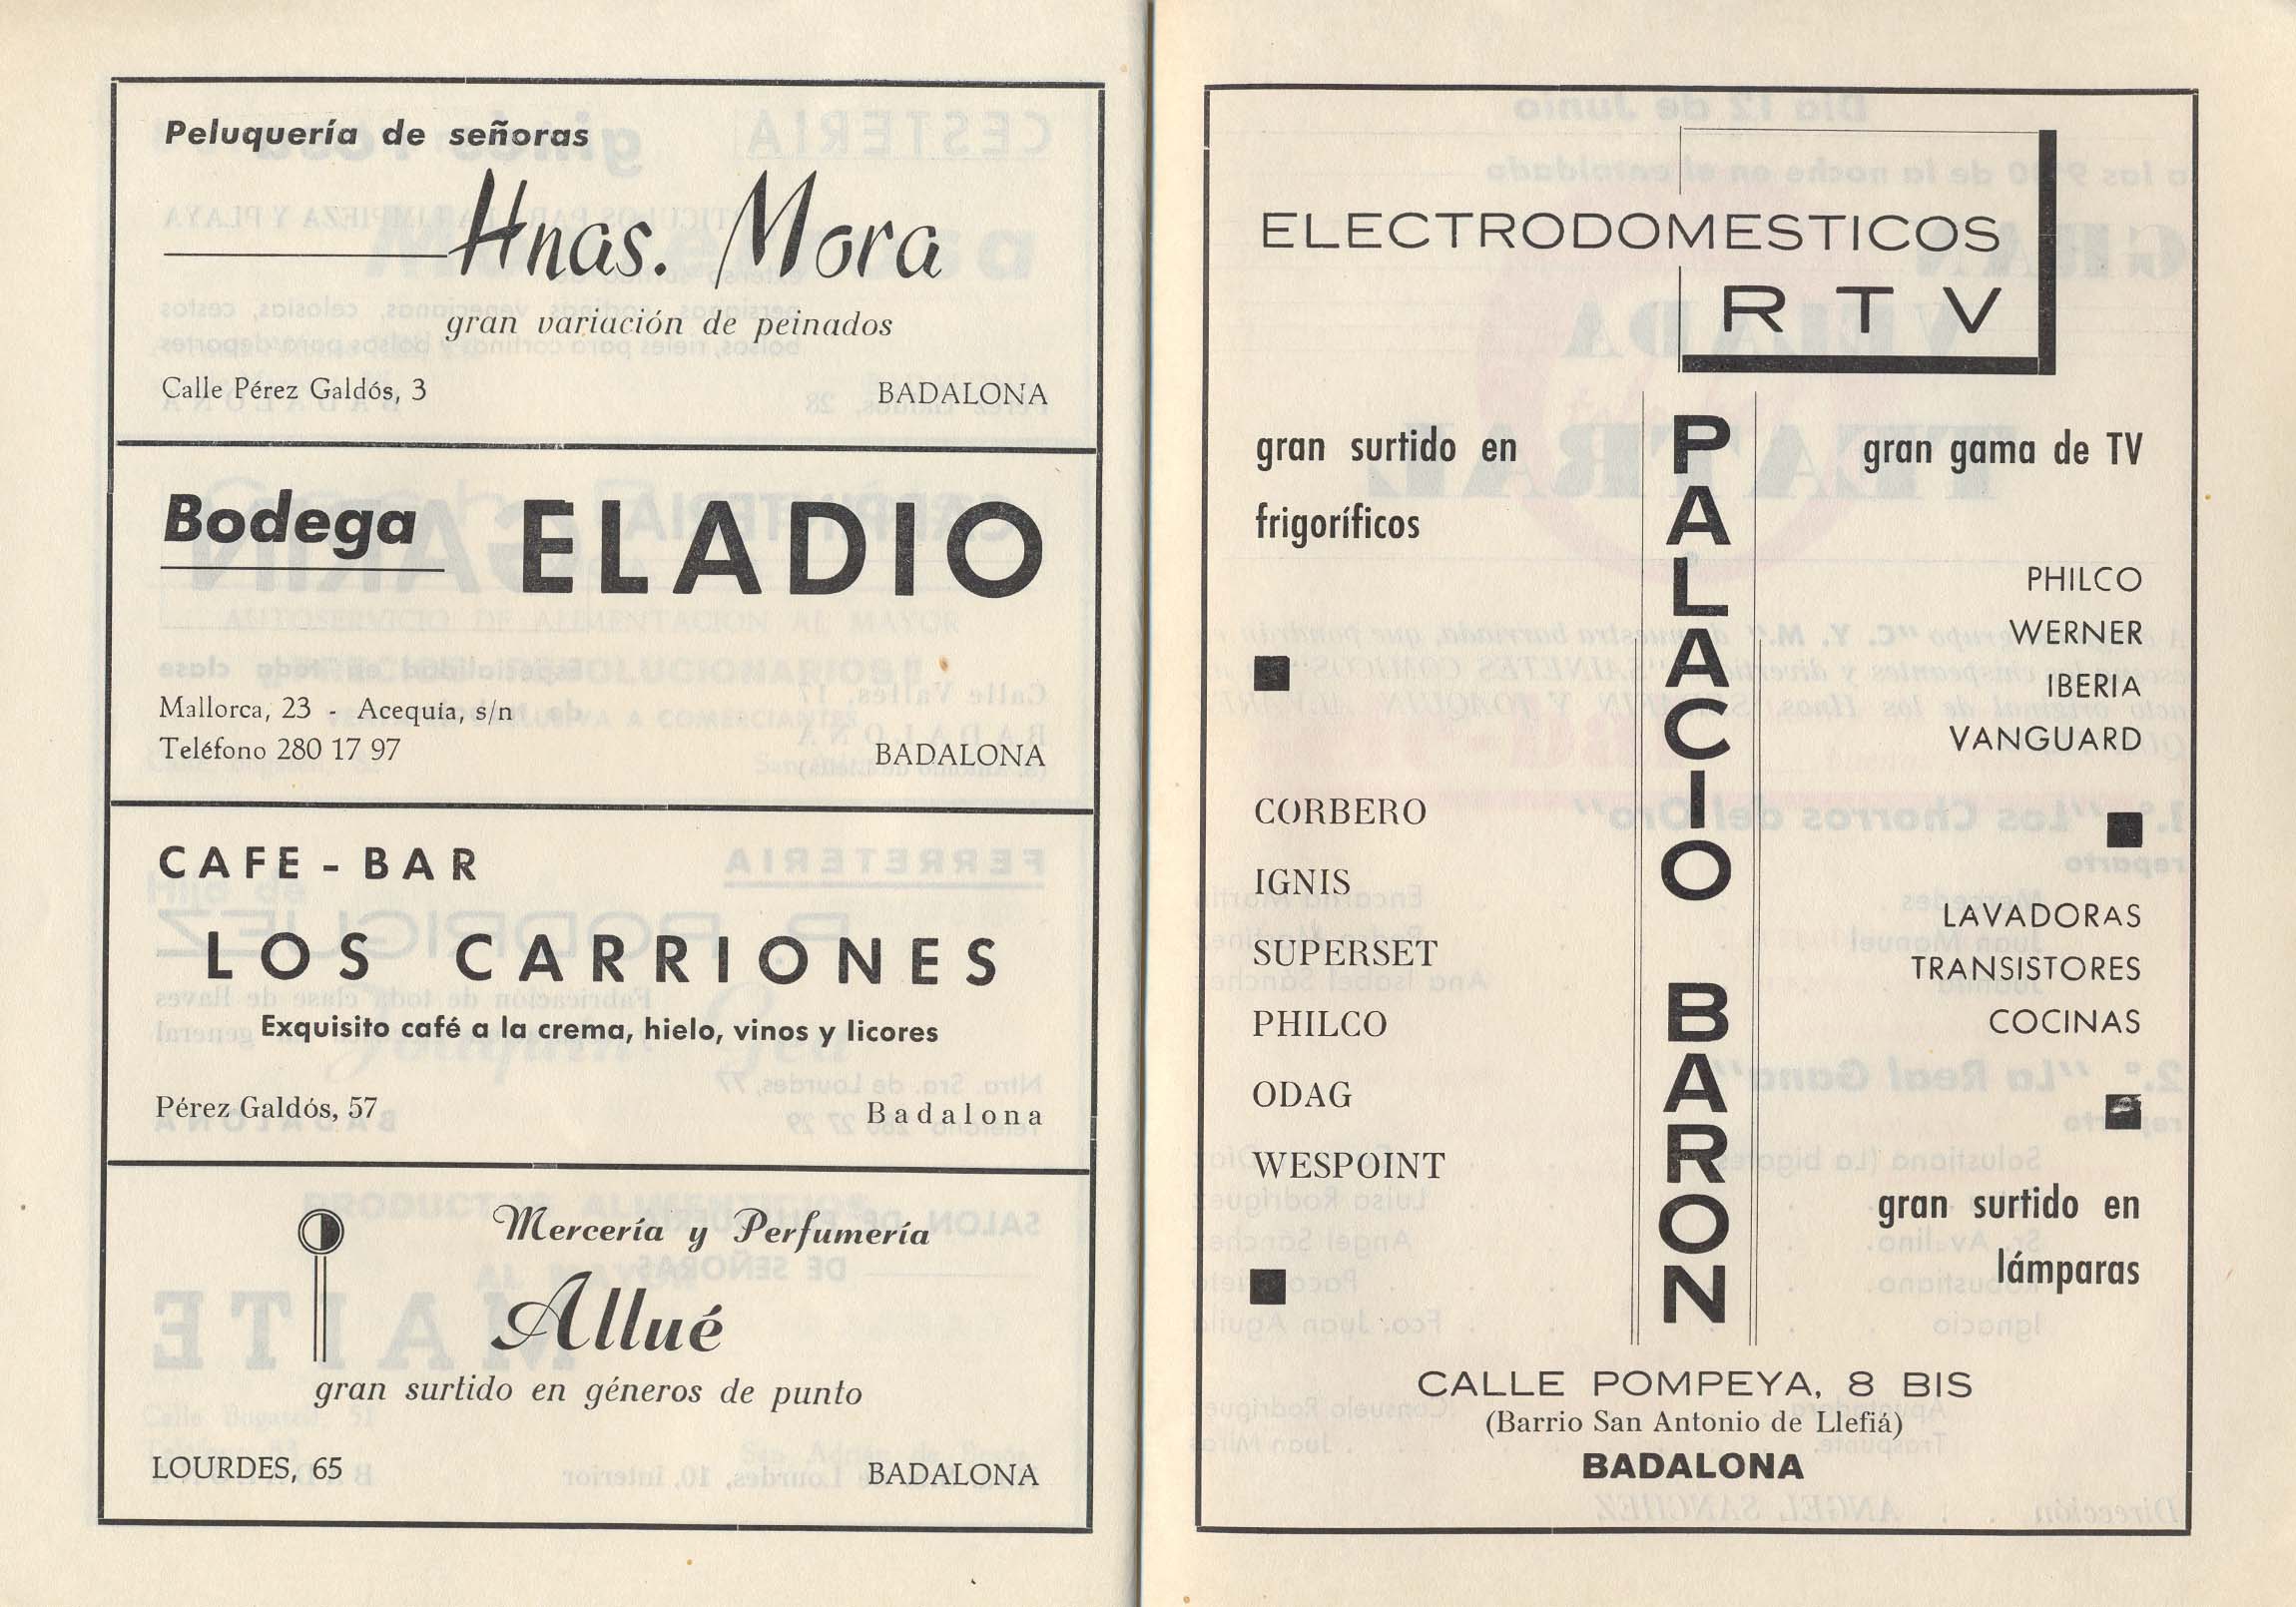 Peluquería de señoras
Hnas. Mora
gran variación de peinados
Calle Pérez Galdós, 3 BADALONA
Bodega ELADIO
Mallorca, 23 - Acequia, s/n
Teléfono 280 17 97 BADALONA
CAFE - BAR
LOS CARRIONES
Exquisito café a la crema, hielo, vinos y licores
Pérez Galdós, 57 Badalona
Mercería y Perfumería
Allué
gran surtido en géneros de punto
LOURDES, 65 BADALONA
ELECTRODOMESTICOS
RTV
PALACIO BARON
gran surtido en
frigoríficos
CORBERO
IGNIS
SUPERSET
PHILCO
ODAG
WESPOINT
gran gama de TV
PHILCO
WERNER
IBERIA
VANGUARD
LAVADORAS
TRANSISTORES
COCINAS
gran surtido en
lámparas
CALLE POMPEYA, 8 BIS
(Barrio San Antonio de Llefiá)
BADALONA